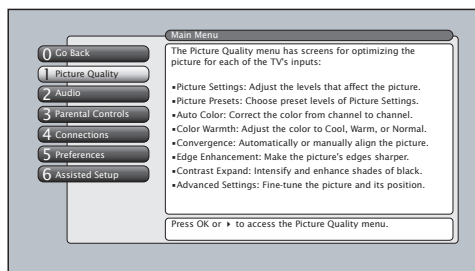 Main Menu
0 Go Back
1 Picture Quality
2 Audio
3 Parental Controls
4 Connections
5 Preferences
6 Assisted Setup
The Picture Quality menu has screens for optimizing the
picture for each of the TV's inputs:
▪Picture Settings: Adjust the levels that affect the picture.
▪Picture Presets: Choose preset levels of Picture Settings.
▪Auto Color: Correct the color from channel to channel.
▪Color Warmth: Adjust the color to Cool, Warm, or Normal.
▪Convergence: Automatically or manually align the picture.
▪Edge Enhancement: Make the picture's edges sharper.
▪Contrast Expand: Intensify and enhance shades of black.
▪Advanced Settings: Fine-tune the picture and its position.
Press OK or ▸ to access the Picture Quality menu.